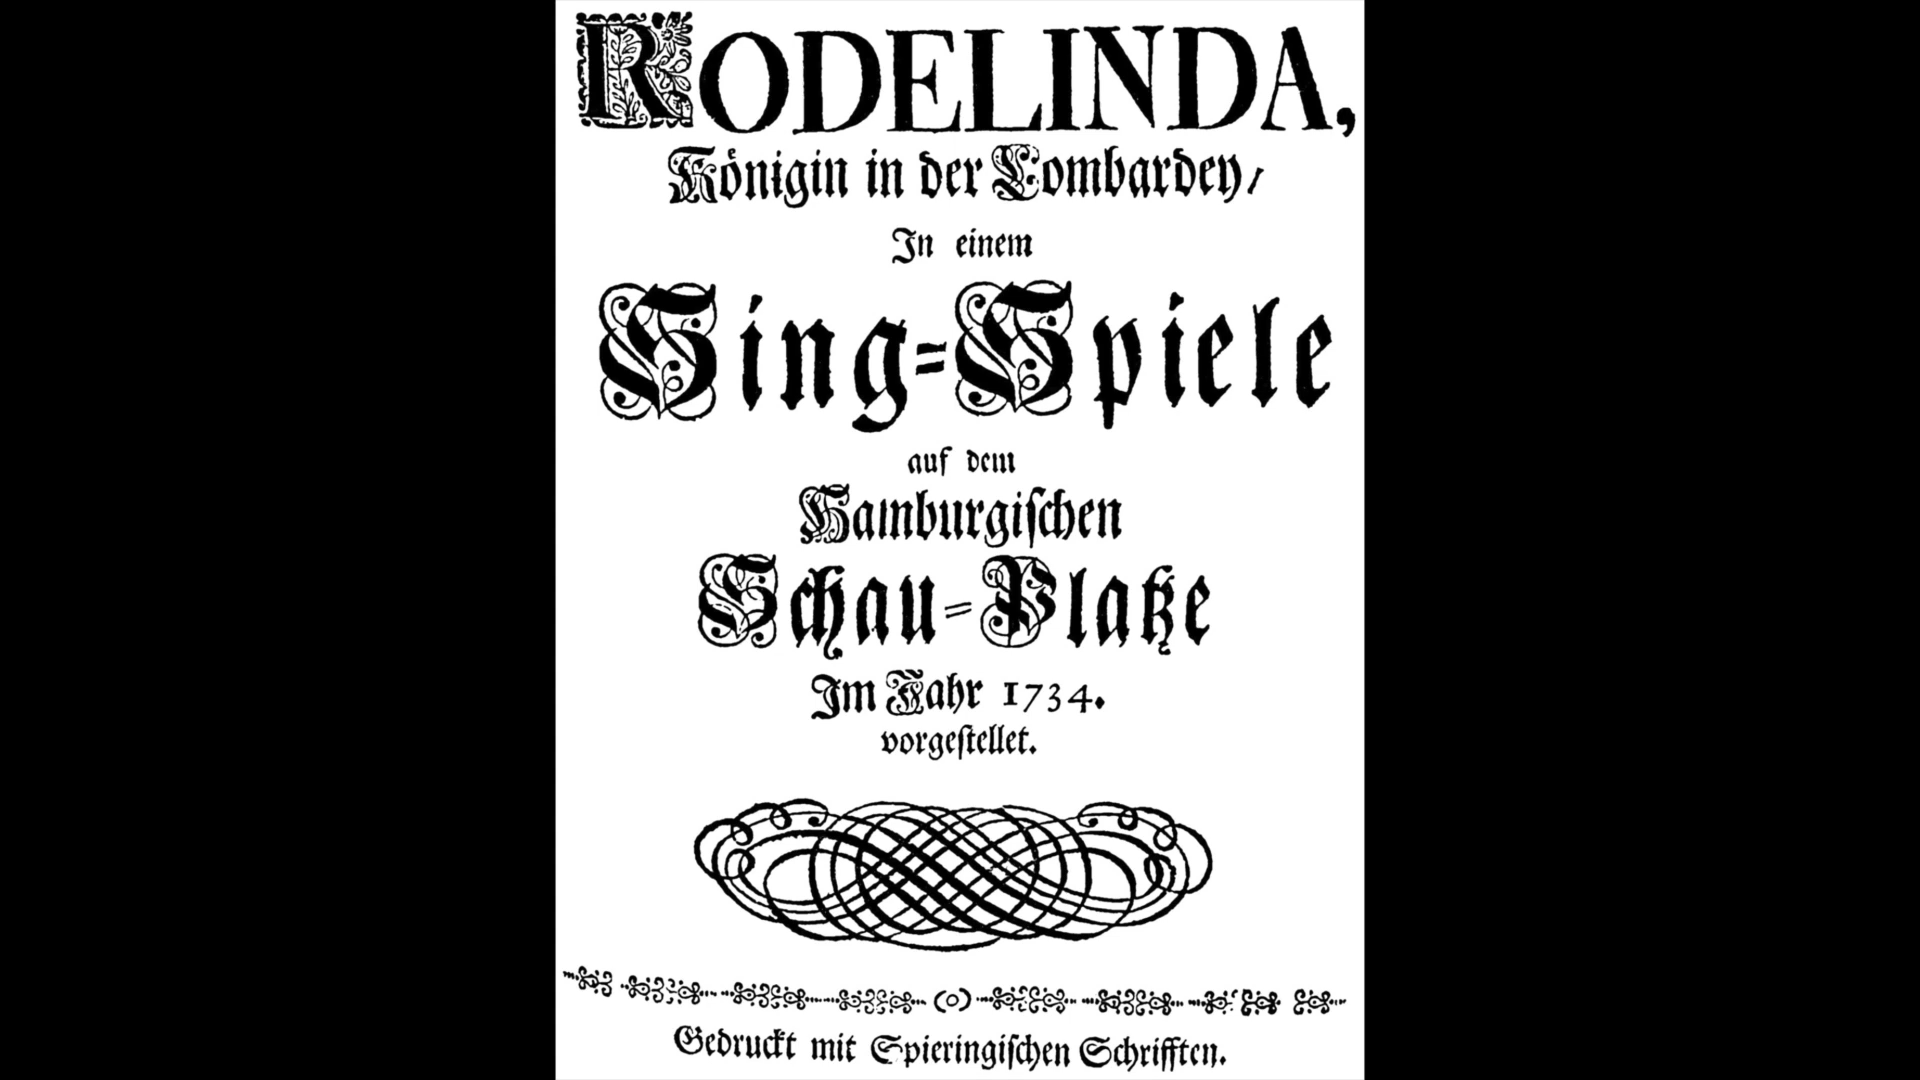 RODELINDA,
Königin in der Lombardey/
In einem
Sing=Spiele
auf dem
Hamburgischen
Schau=Platze
Im Jahr 1734.
vorgestellet.
(o)
Gedruckt mit Spieringischen Schrifften.